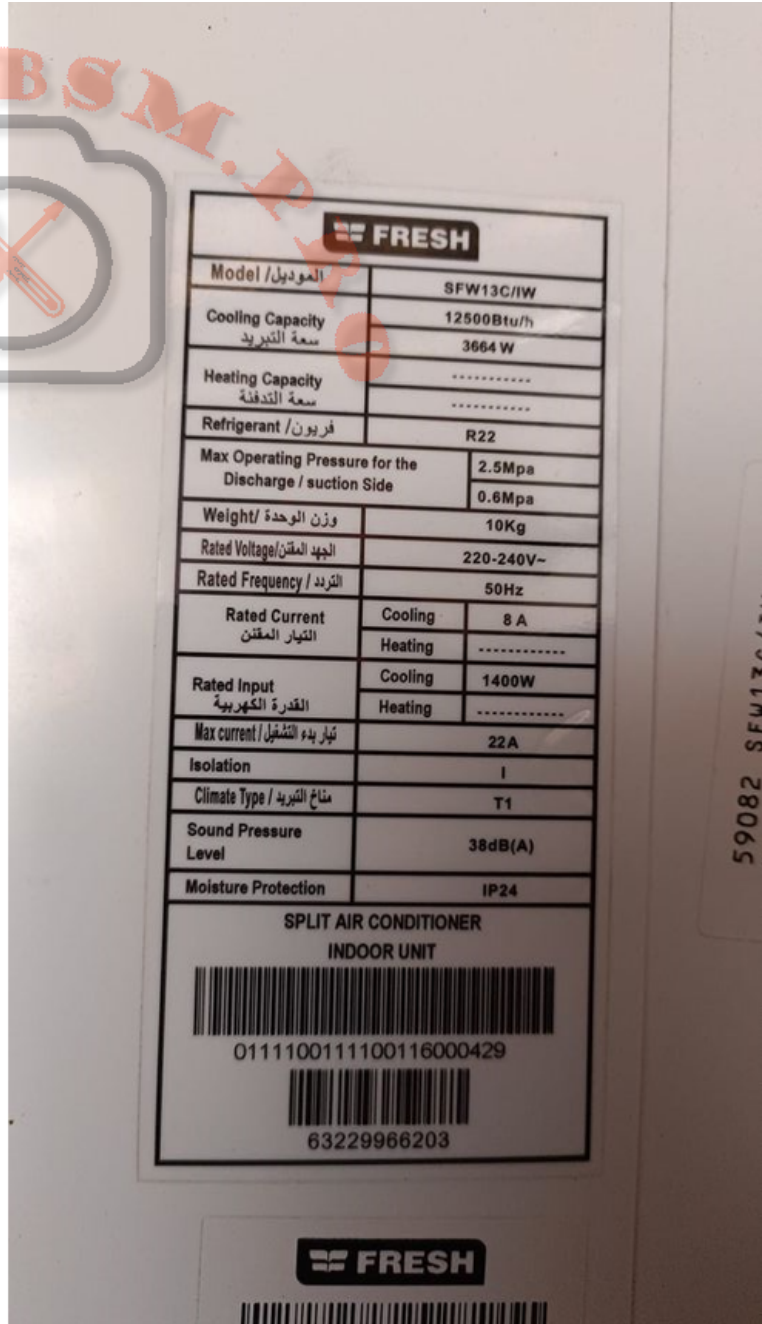 BSM.PRO
FRESH
Model /الموديل SFW13C/IW
Cooling Capacity 12500Btu/h
سعة التبريد 3664 W
Heating Capacity -----------
سعة التدفئة -----------
Refrigerant /فريون R22
Max Operating Pressure for the 2.5Mpa
Discharge / suction Side 0.6Mpa
Weight/ وزن الوحدة 10Kg
Rated Voltage/الجهد المقنن 220-240V~
Rated Frequency / التردد 50Hz
Rated Current Cooling 8 A
التيار المقنن Heating ------------
Rated Input Cooling 1400W
القدرة الكهربية Heating ------------
Max current / تيار بدء التشغيل 22A
Isolation I
Climate Type / مناخ التبريد T1
Sound Pressure
Level 38dB(A)
Moisture Protection IP24
SPLIT AIR CONDITIONER
INDOOR UNIT
01111001111100116000429
63229966203
FRESH
59082